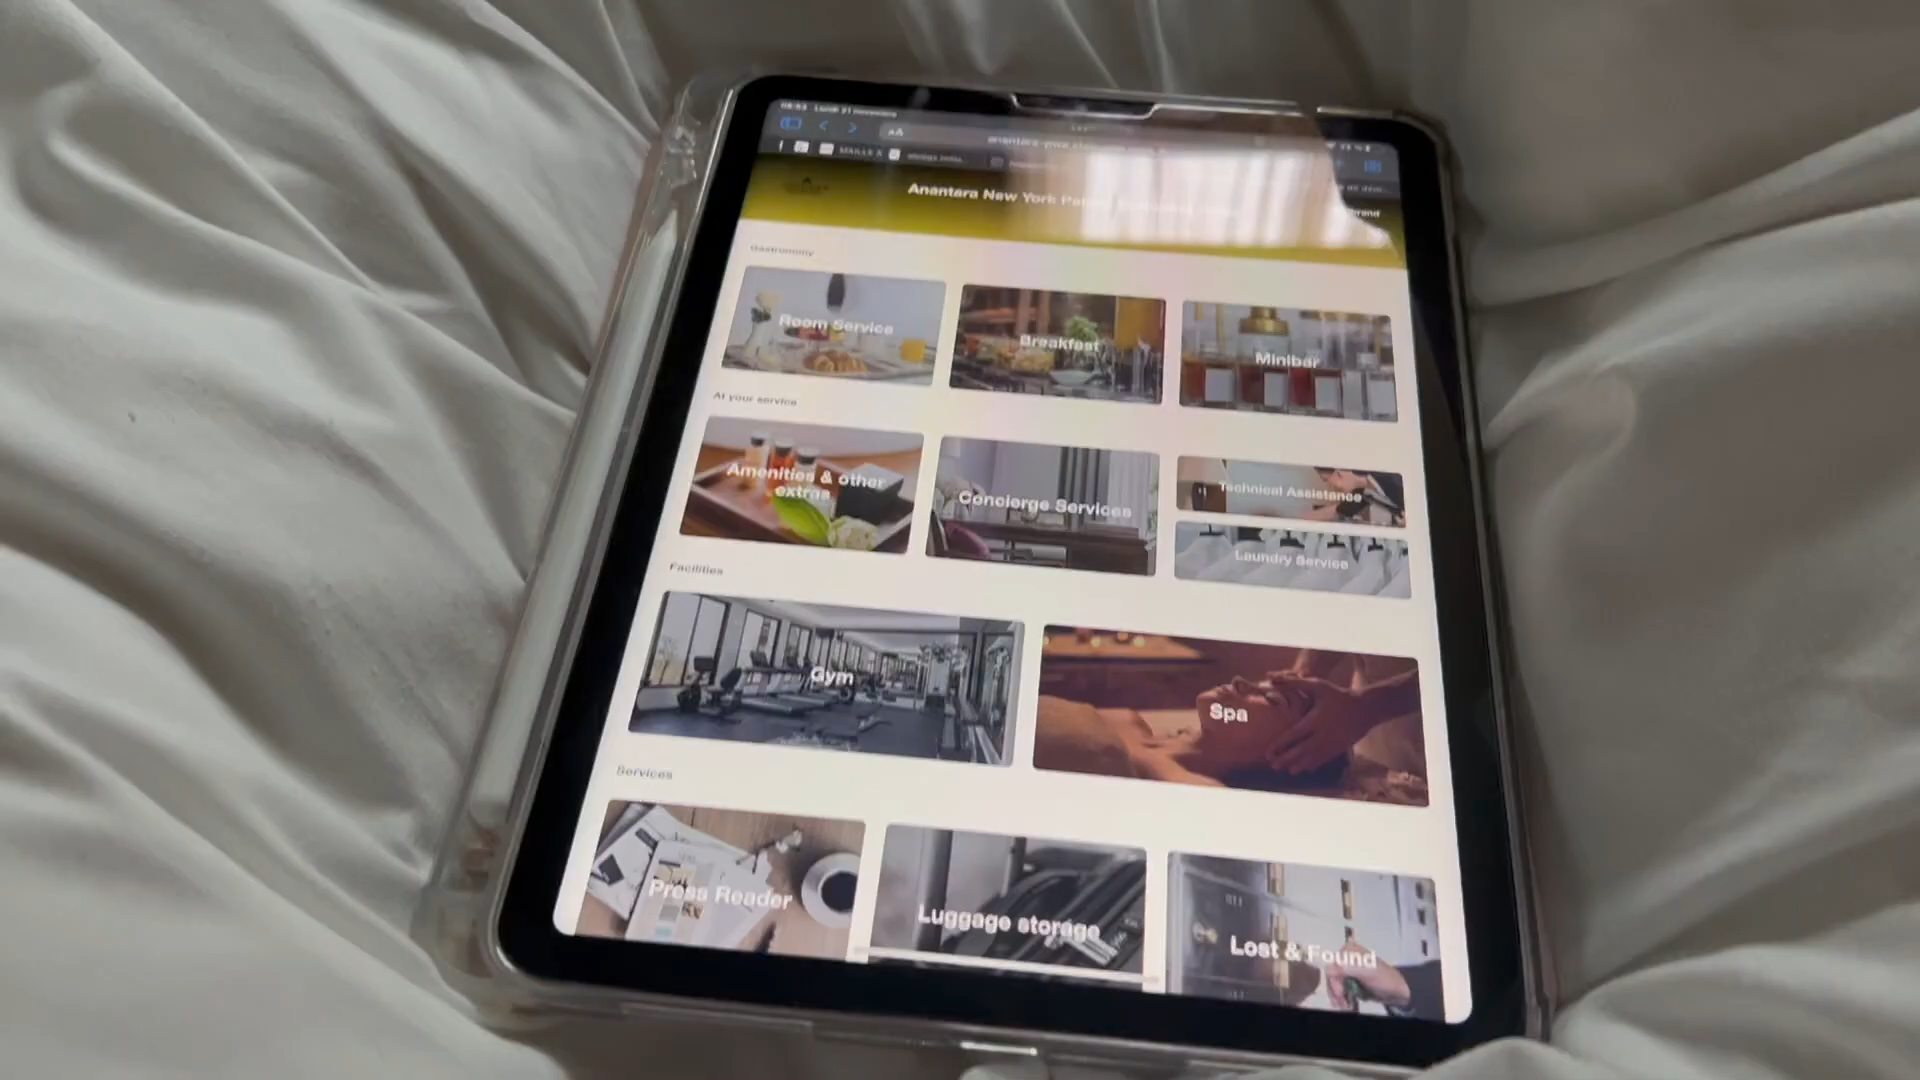 Anantara New York
Gastronomy
Room Service
Breakfast
Minibar
At your service
Amenities & other
extras
Concierge Services
Technical Assistance
Laundry Service
Facilities
Gym
Spa
Services
Press Reader
Luggage storage
Lost & Found